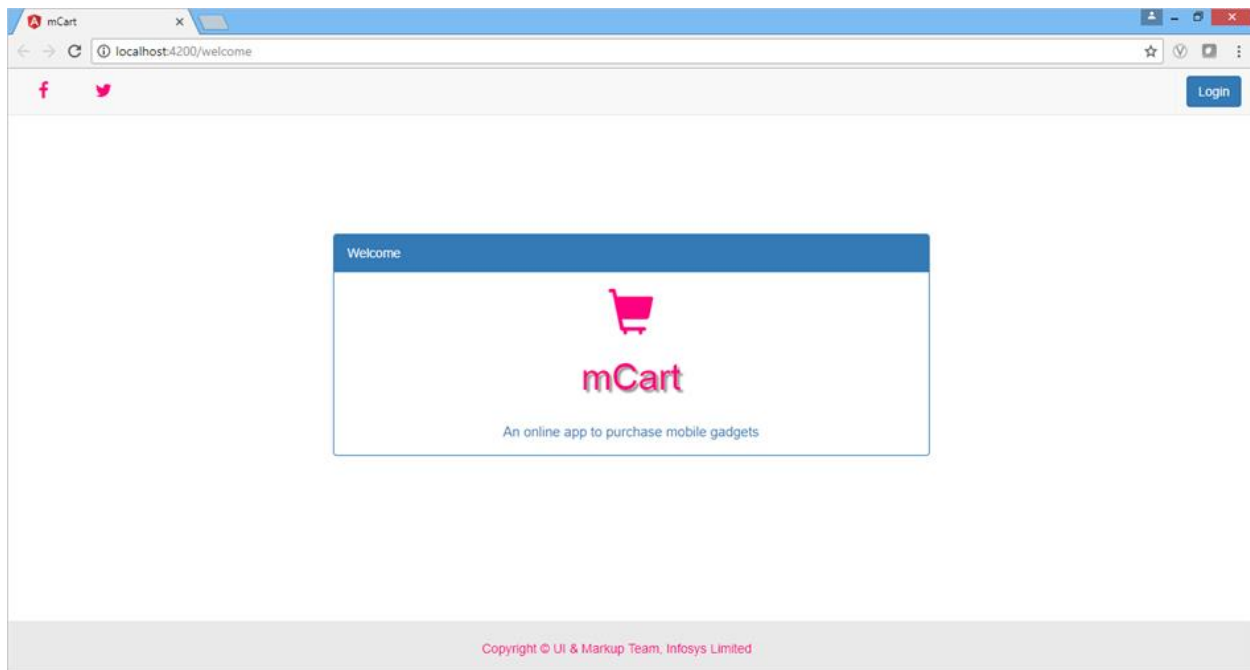 mCart
localhost:4200/welcome
Login
Welcome
mCart
An online app to purchase mobile gadgets
Copyright © UI & Markup Team, Infosys Limited